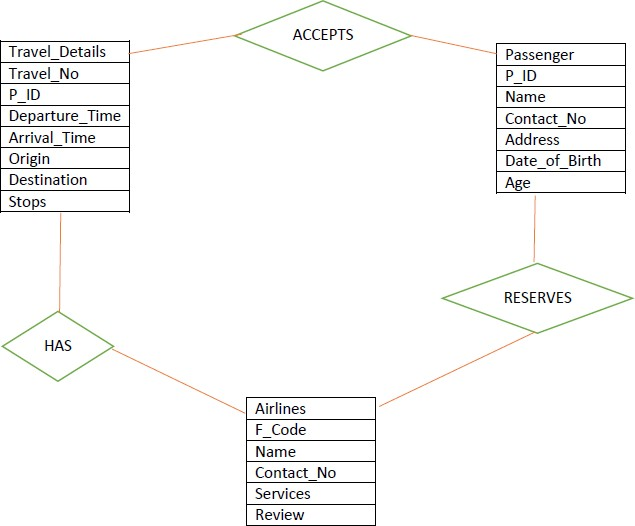 ACCEPTS
Travel_Details
Travel_No
P_ID
Departure_Time
Arrival_Time
Origin
Destination
Stops
Passenger
P_ID
Name
Contact_No
Address
Date_of_Birth
Age
RESERVES
HAS
Airlines
F_Code
Name
Contact_No
Services
Review